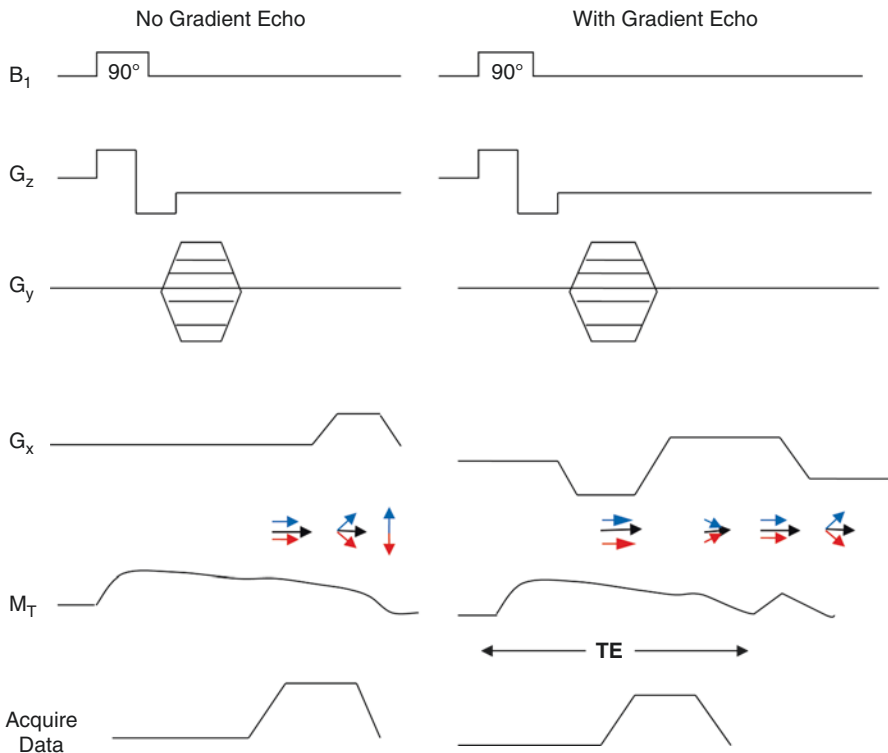 No Gradient Echo
With Gradient Echo
B1
90°
90°
Gz
Gy
Gx
MT
TE
Acquire
Data